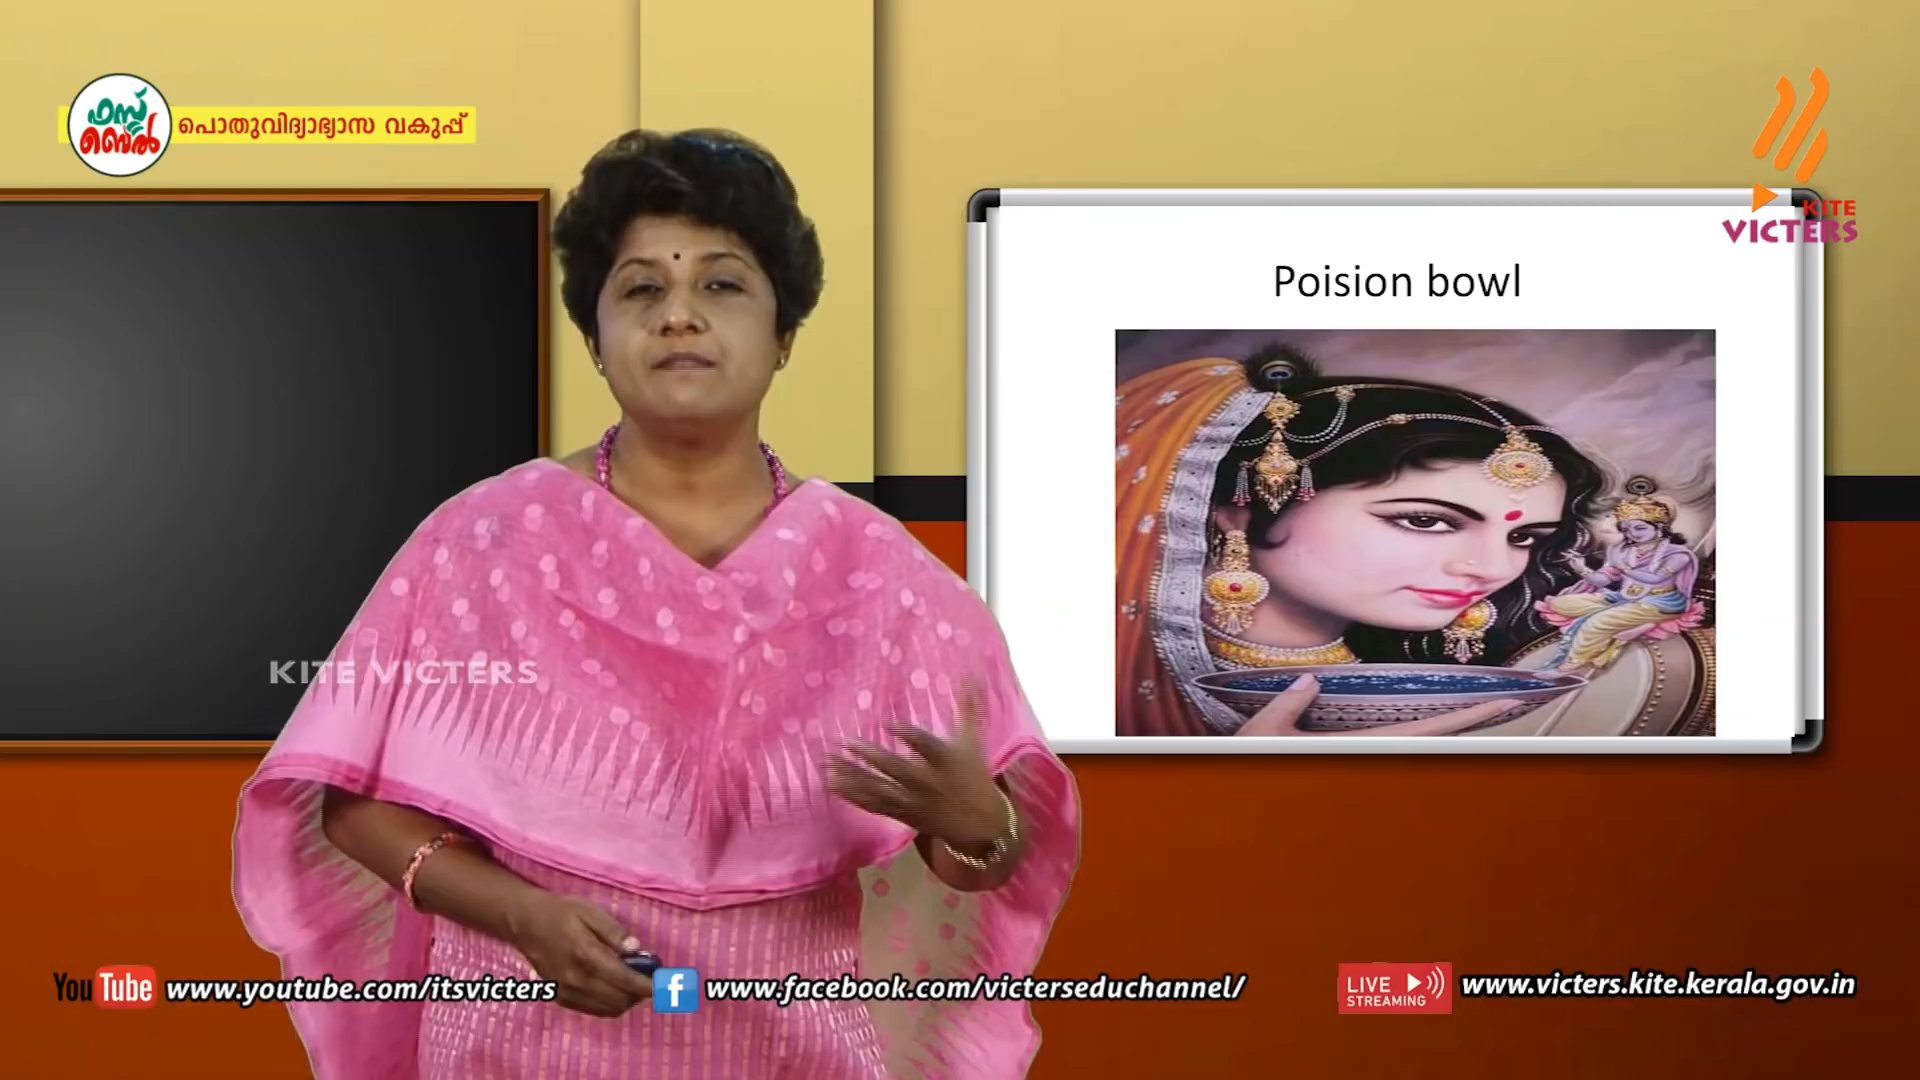 ഫസ്റ്റ്
ബെൽ
പൊതുവിദ്യാഭ്യാസ വകുപ്പ്
KITE
VICTERS
Poision bowl
KITE VICTERS
YouTube www.youtube.com/itsvicters
f www.facebook.com/victerseduchannel/
LIVE
STREAMING
www.victers.kite.kerala.gov.in